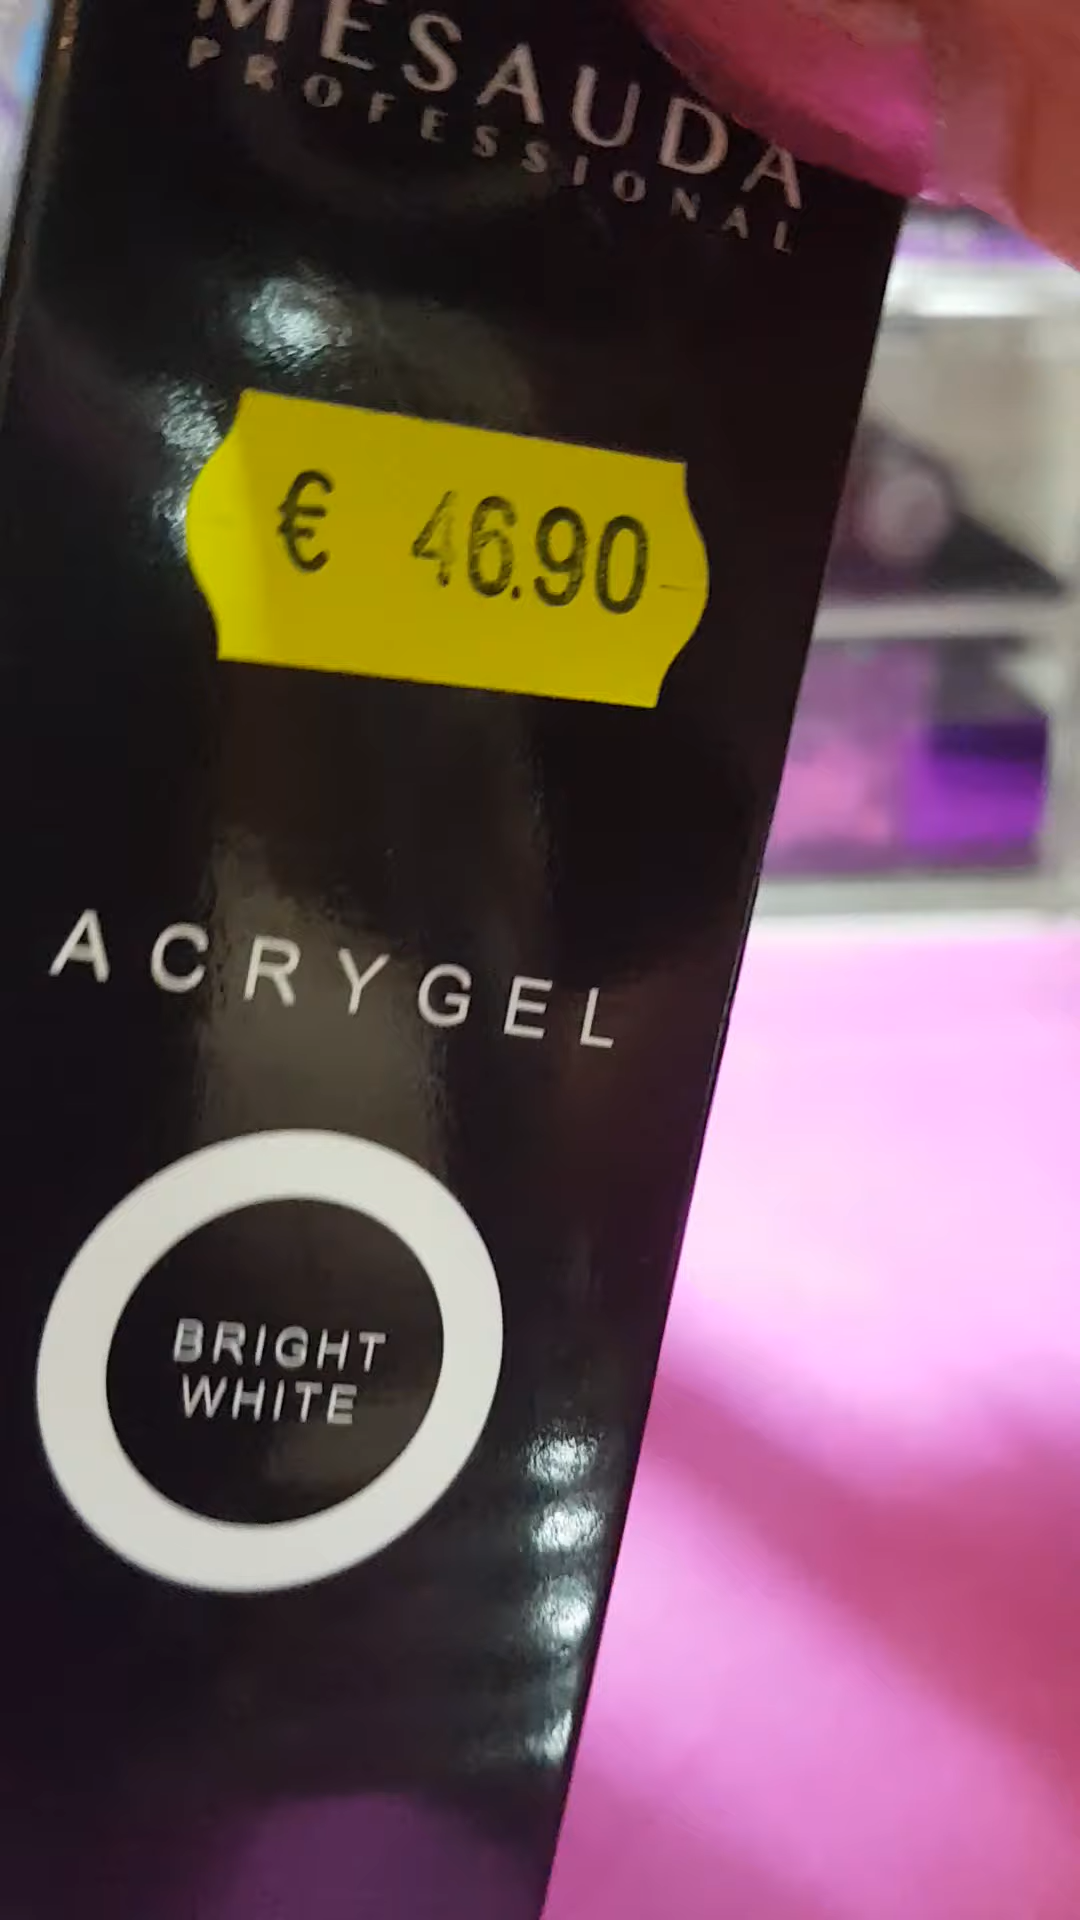 MESAUDA
PROFESSIONAL
€ 46.90
ACRYGEL
BRIGHT
WHITE